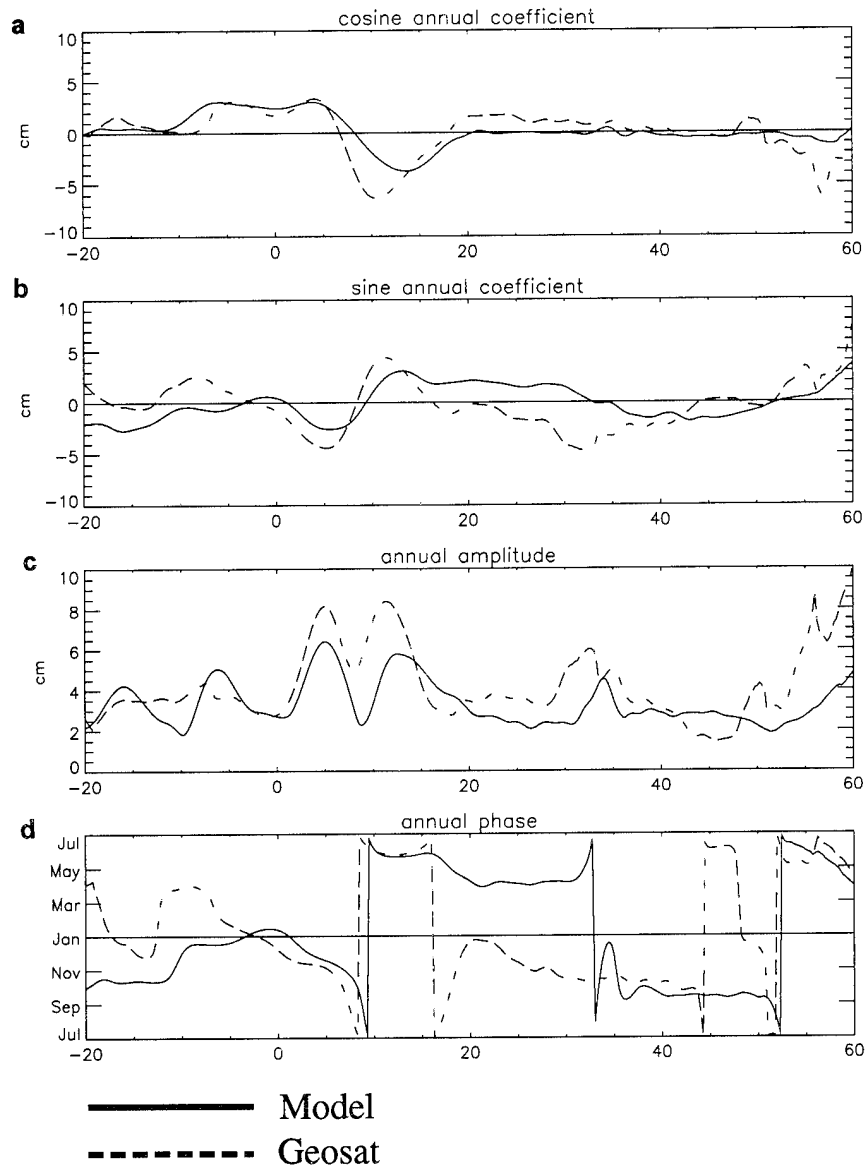 a
cosine annual coefficient
10
5
0
-5
-10
cm
-20 0 20 40 60
b
sine annual coefficient
10
5
0
-5
-10
cm
-20 0 20 40 60
c
annual amplitude
10
8
6
4
2
0
cm
-20 0 20 40 60
d
annual phase
Jul
May
Mar
Jan
Nov
Sep
Jul
-20 0 20 40 60
Model
Geosat